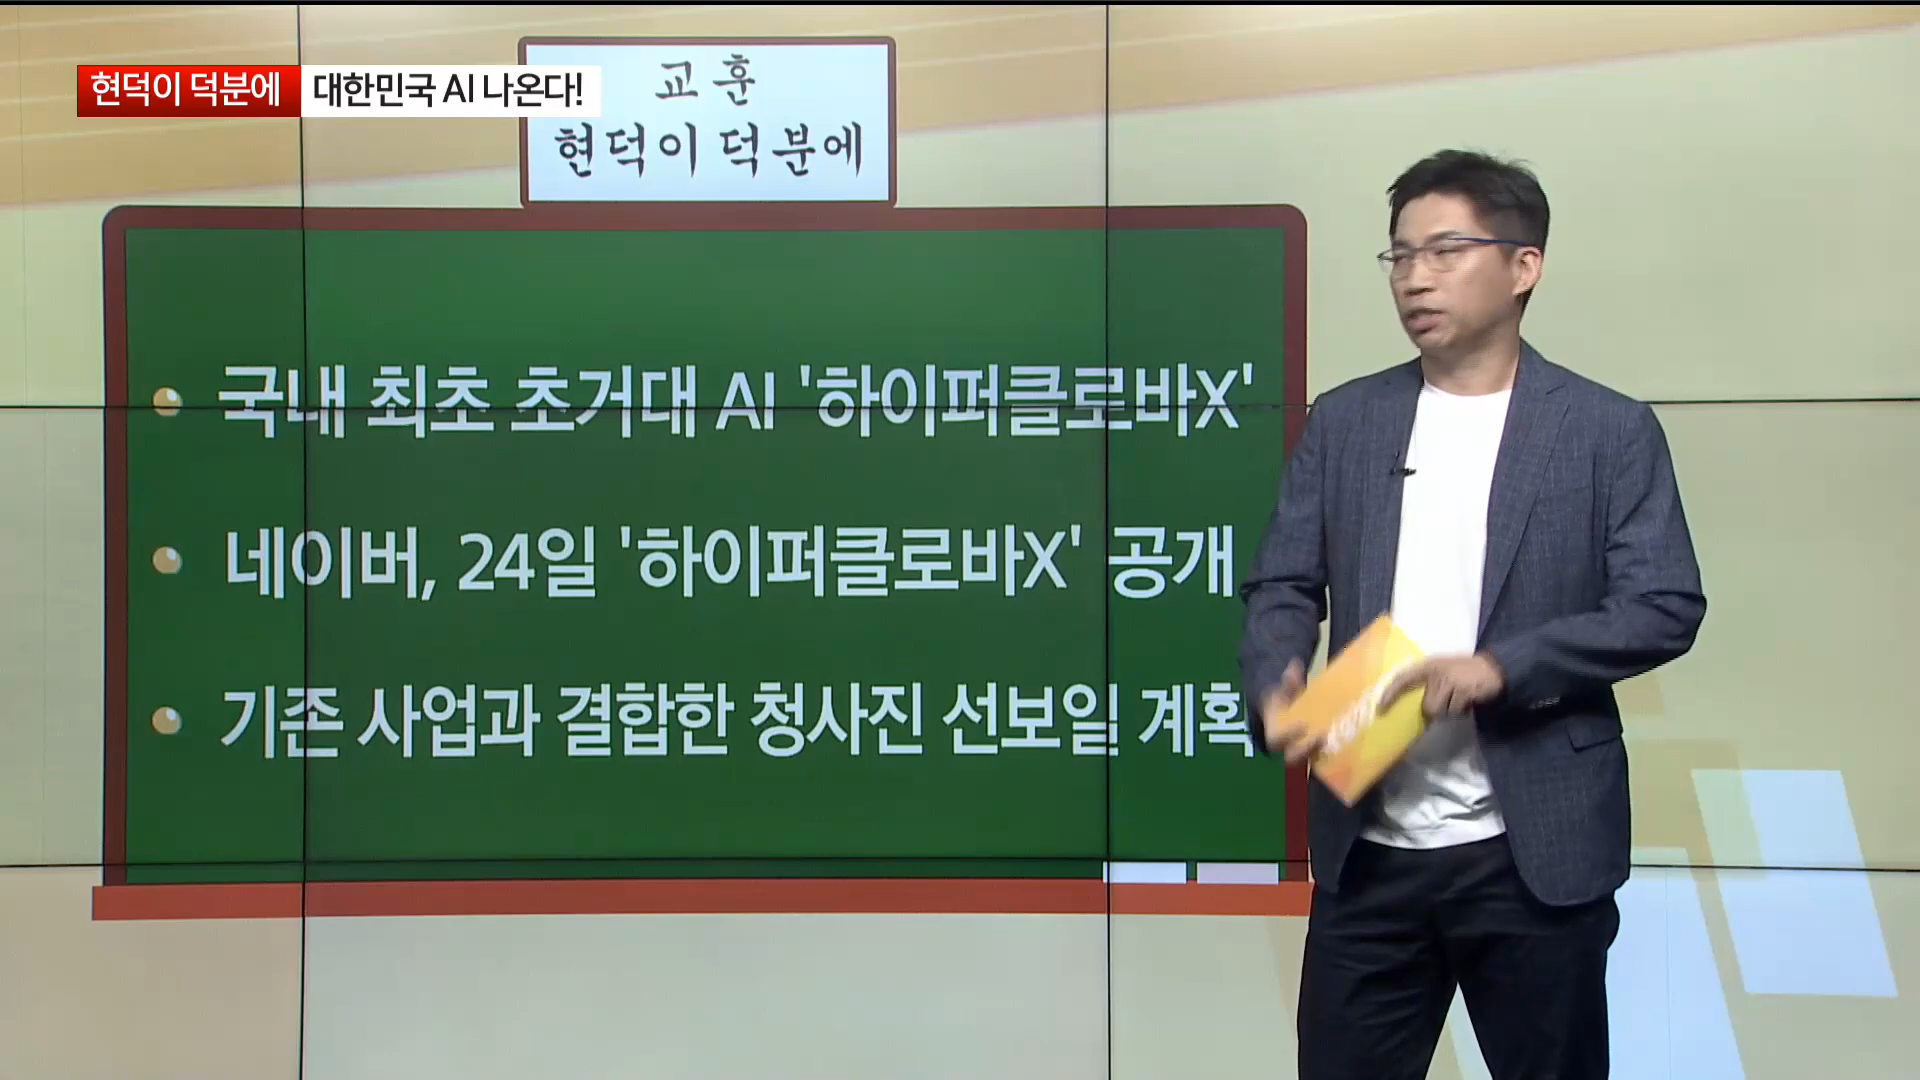 현덕이 덕분에 대한민국 AI 나온다!
교훈
현덕이 덕분에
국내 최초 초거대 AI '하이퍼클로바X'
네이버, 24일 '하이퍼클로바X' 공개
기존 사업과 결합한 청사진 선보일 계획